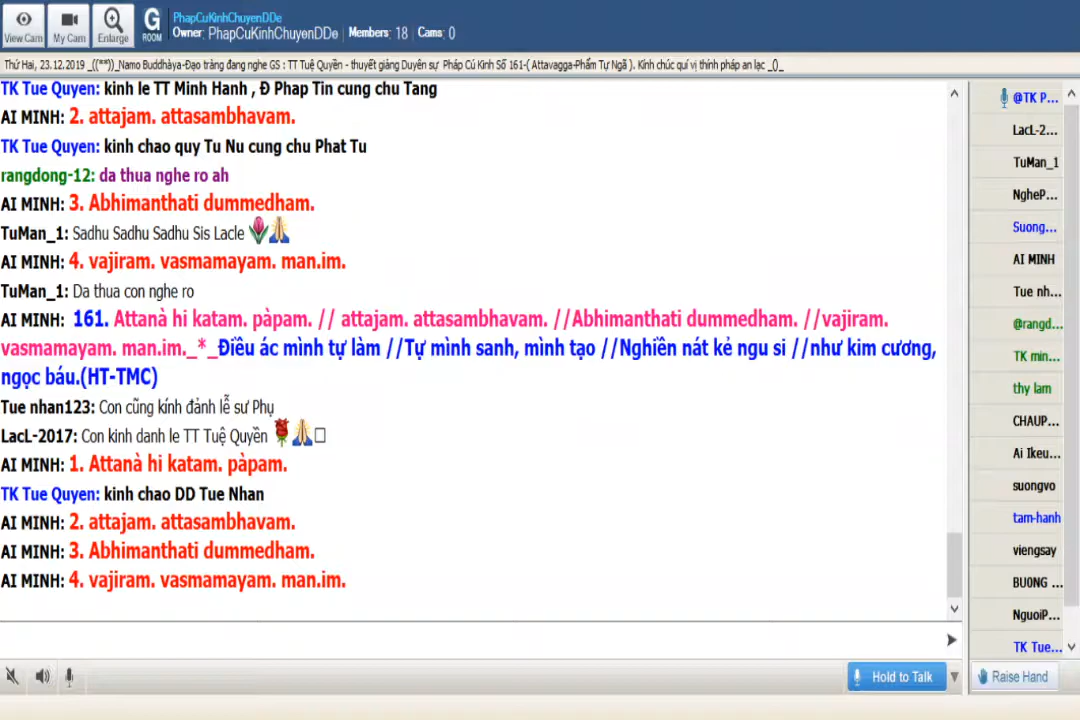 PhapCuKinhChuyenDDe
G
ROOM
Owner: PhapCuKinhChuyenDDe Members: 18 Cams: 0
View Cam My Cam Enlarge
Thứ Hai, 23.12.2019 _((**))_Namo Buddhàya-Đạo tràng đang nghe GS : TT Tuệ Quyền - thuyết giảng Duyên sự Pháp Cú Kinh Số 161-( Attavagga-Phẩm Tự Ngã ). Kính chúc quí vị thính pháp an lạc _()_
TK Tue Quyen: kinh le TT Minh Hanh , Đ Phap Tin cung chu Tang
AI MINH: 2. attajam. attasambhavam.
TK Tue Quyen: kinh chao quy Tu Nu cung chu Phat Tu
rangdong-12: da thua nghe ro ah
AI MINH: 3. Abhimanthati dummedham.
TuMan_1: Sadhu Sadhu Sadhu Sis Lacle
AI MINH: 4. vajiram. vasmamayam. man.im.
TuMan_1: Da thua con nghe ro
AI MINH: 161. Attanà hi katam. pàpam. // attajam. attasambhavam. //Abhimanthati dummedham. //vajiram.
vasmamayam. man.im._*_Điều ác mình tự làm //Tự mình sanh, mình tạo //Nghiền nát kẻ ngu si //như kim cương,
ngọc báu.(HT-TMC)
Tue nhan123: Con cũng kính đảnh lễ sư Phụ
LacL-2017: Con kinh danh le TT Tuệ Quyền
AI MINH: 1. Attanà hi katam. pàpam.
TK Tue Quyen: kinh chao DD Tue Nhan
AI MINH: 2. attajam. attasambhavam.
AI MINH: 3. Abhimanthati dummedham.
AI MINH: 4. vajiram. vasmamayam. man.im.
@TK P...
LacL-2...
TuMan_1
NgheP...
Suong...
AI MINH
Tue nh...
@rangd...
TK min...
thy lam
CHAUP...
Ai Ikeu...
suongvo
tam-hanh
viengsay
BUONG ...
NguoiP...
TK Tue...
Hold to Talk
Raise Hand